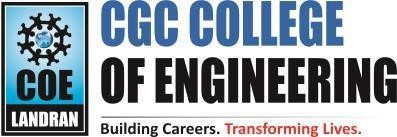 COE
LANDRAN
CGC COLLEGE
OF ENGINEERING
Building Careers. Transforming Lives.